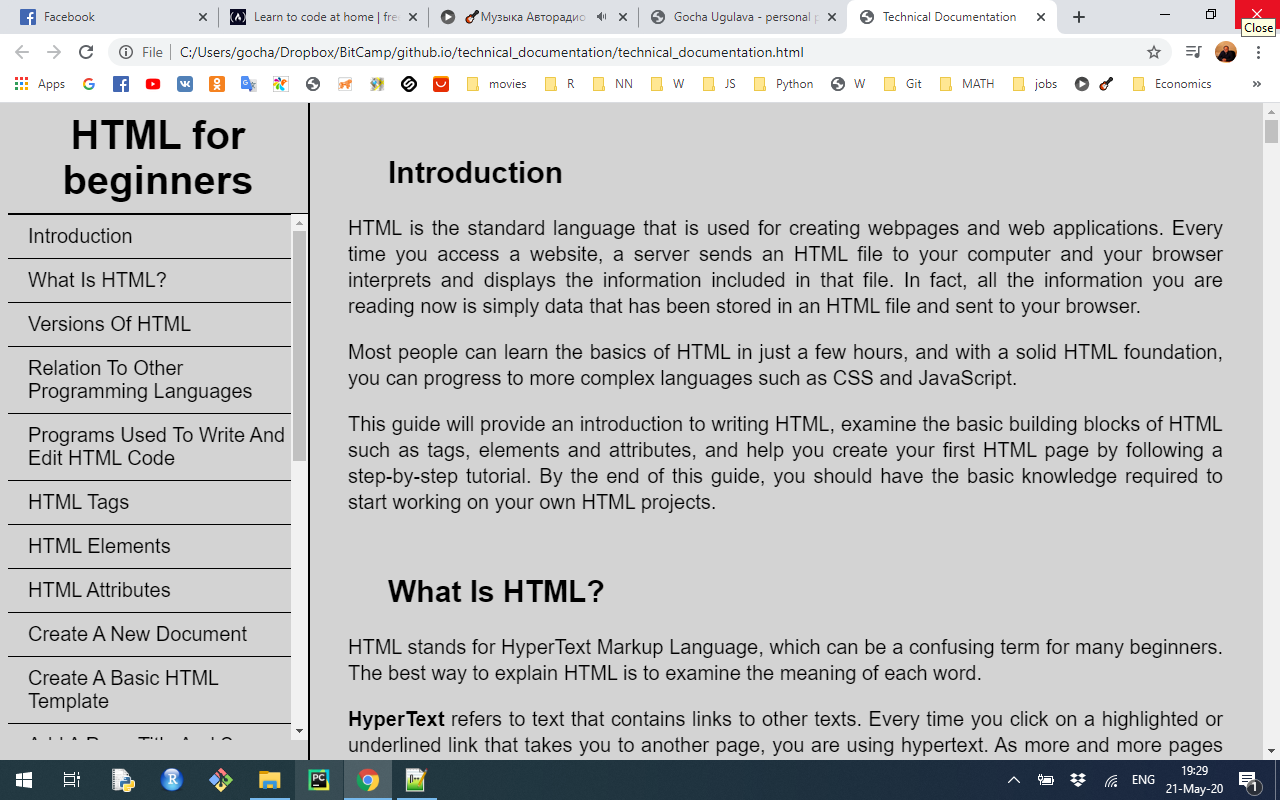 Facebook
Learn to code at home | fre
Музыка Авторадио
Gocha Ugulava - personal p
Technical Documentation
Close
File
C:/Users/gocha/Dropbox/BitCamp/github.io/technical_documentation/technical_documentation.html
Apps
movies
R
NN
W
JS
Python
W
Git
MATH
jobs
Economics
»
HTML for
beginners
Introduction
What Is HTML?
Versions Of HTML
Relation To Other
Programming Languages
Programs Used To Write And
Edit HTML Code
HTML Tags
HTML Elements
HTML Attributes
Create A New Document
Create A Basic HTML
Template
Introduction
HTML is the standard language that is used for creating webpages and web applications. Every
time you access a website, a server sends an HTML file to your computer and your browser
interprets and displays the information included in that file. In fact, all the information you are
reading now is simply data that has been stored in an HTML file and sent to your browser.
Most people can learn the basics of HTML in just a few hours, and with a solid HTML foundation,
you can progress to more complex languages such as CSS and JavaScript.
This guide will provide an introduction to writing HTML, examine the basic building blocks of HTML
such as tags, elements and attributes, and help you create your first HTML page by following a
step-by-step tutorial. By the end of this guide, you should have the basic knowledge required to
start working on your own HTML projects.
What Is HTML?
HTML stands for HyperText Markup Language, which can be a confusing term for many beginners.
The best way to explain HTML is to examine the meaning of each word.
HyperText refers to text that contains links to other texts. Every time you click on a highlighted or
underlined link that takes you to another page, you are using hypertext. As more and more pages
ENG
19:29
21-May-20
1